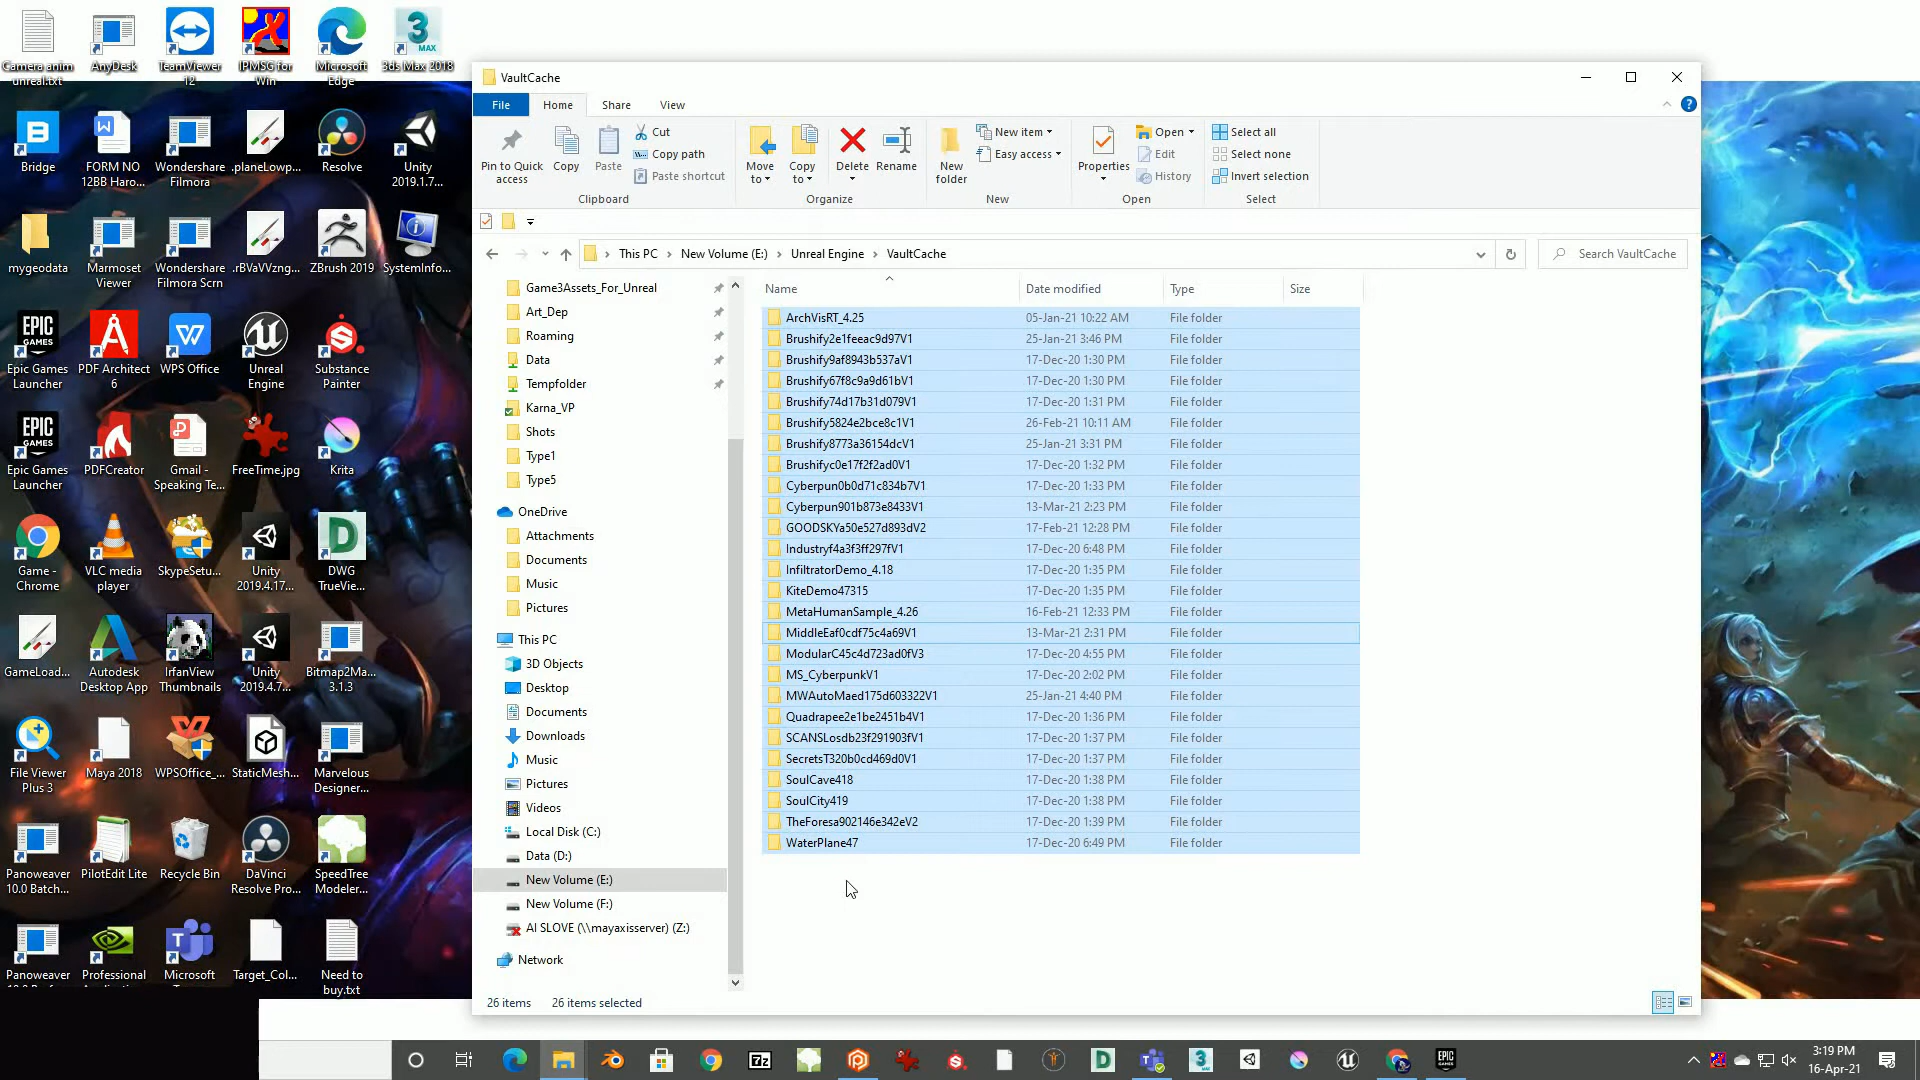 Camera anim
unreal.txt
AnyDesk
TeamViewer
12
IPMSG for
Win
Microsoft
Edge
3ds Max 2018
Bridge
FORM NO
12BB Haro...
Wondershare
Filmora
.planeLowp...
Resolve
Unity
2019.1.7...
mygeodata
Marmoset
Viewer
Wondershare
Filmora Scrn
.rBVaVVzng...
ZBrush 2019
SystemInfo...
Epic Games
Launcher
PDF Architect
6
WPS Office
Unreal
Engine
Substance
Painter
Epic Games
Launcher
PDFCreator
Gmail -
Speaking Te...
FreeTime.jpg
Krita
Game -
Chrome
VLC media
player
SkypeSetu...
Unity
2019.4.17...
DWG
TrueVie...
GameLoad...
Autodesk
Desktop App
IrfanView
Thumbnails
Unity
2019.4.7...
Bitmap2Ma...
3.1.3
File Viewer
Plus 3
Maya 2018
WPSOffice_...
StaticMesh...
Marvelous
Designer...
Panoweaver
10.0 Batch...
PilotEdit Lite
Recycle Bin
DaVinci
Resolve Pro...
SpeedTree
Modeler...
Panoweaver
Professional
Microsoft
Target_Col...
Need to
buy.txt
VaultCache
File Home Share View
Pin to Quick
access
Copy
Paste
Cut
Copy path
Paste shortcut
Clipboard
Move
to
Copy
to
Delete
Rename
Organize
New
folder
New item
Easy access
New
Properties
Open
Edit
History
Open
Select all
Select none
Invert selection
Select
This PC > New Volume (E:) > Unreal Engine > VaultCache
Search VaultCache
Game3Assets_For_Unreal
Art_Dep
Roaming
Data
Tempfolder
Karna_VP
Shots
Type1
Type5
OneDrive
Attachments
Documents
Music
Pictures
This PC
3D Objects
Desktop
Documents
Downloads
Music
Pictures
Videos
Local Disk (C:)
Data (D:)
New Volume (E:)
New Volume (F:)
AI SLOVE (\\mayaxisserver) (Z:)
Network
Name Date modified Type Size
ArchVisRT_4.25 05-Jan-21 10:22 AM File folder
Brushify2e1feeac9d97V1 25-Jan-21 3:46 PM File folder
Brushify9af8943b537aV1 17-Dec-20 1:30 PM File folder
Brushify67f8c9a9d61bV1 17-Dec-20 1:30 PM File folder
Brushify74d17b31d079V1 17-Dec-20 1:31 PM File folder
Brushify5824e2bce8c1V1 26-Feb-21 10:11 AM File folder
Brushify8773a36154dcV1 25-Jan-21 3:31 PM File folder
Brushifyc0e17f2f2ad0V1 17-Dec-20 1:32 PM File folder
Cyberpun0b0d71c834b7V1 17-Dec-20 1:33 PM File folder
Cyberpun901b873e8433V1 13-Mar-21 2:23 PM File folder
GOODSKYa50e527d893dV2 17-Feb-21 12:28 PM File folder
Industryf4a3f3ff297fV1 17-Dec-20 6:48 PM File folder
InfiltratorDemo_4.18 17-Dec-20 1:35 PM File folder
KiteDemo47315 17-Dec-20 1:35 PM File folder
MetaHumanSample_4.26 16-Feb-21 12:33 PM File folder
MiddleEaf0cdf75c4a69V1 13-Mar-21 2:31 PM File folder
ModularC45c4d723ad0fV3 17-Dec-20 4:55 PM File folder
MS_CyberpunkV1 17-Dec-20 2:02 PM File folder
MWAutoMaed175d603322V1 25-Jan-21 4:40 PM File folder
Quadrapee2e1be2451b4V1 17-Dec-20 1:36 PM File folder
SCANSLosdb23f291903fV1 17-Dec-20 1:37 PM File folder
SecretsT320b0cd469d0V1 17-Dec-20 1:37 PM File folder
SoulCave418 17-Dec-20 1:38 PM File folder
SoulCity419 17-Dec-20 1:38 PM File folder
TheForesa902146e342eV2 17-Dec-20 1:39 PM File folder
WaterPlane47 17-Dec-20 6:49 PM File folder
26 items 26 items selected
3:19 PM
16-Apr-21